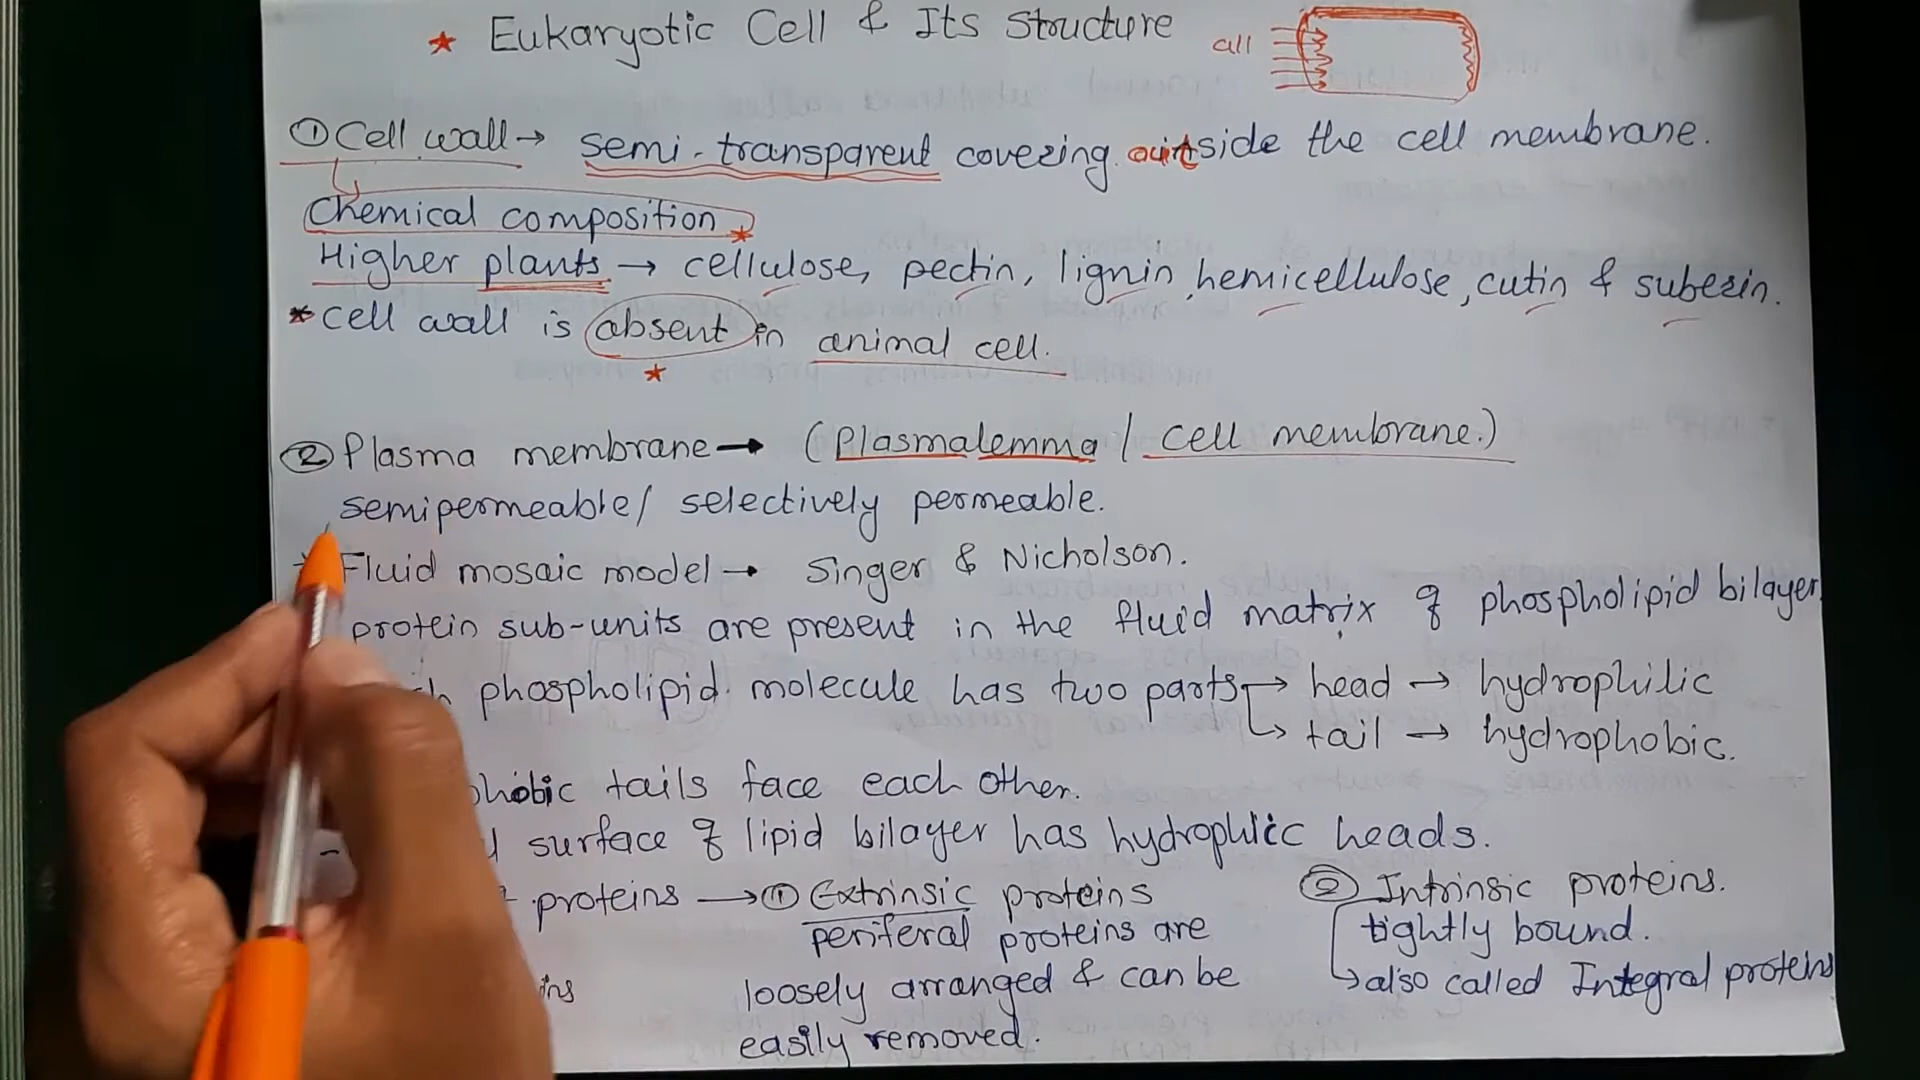 ★ Eukaryotic Cell & Its Structure
all
① Cell wall → semi-transparent covering outside the cell membrane.
Chemical composition ★
Higher plants → cellulose, pectin, lignin, hemicellulose, cutin & suberin.
* cell wall is absent in animal cell.
★
② Plasma membrane → (Plasmalemma / cell membrane.)
semipermeable / selectively permeable.
Fluid mosaic model → Singer & Nicholson.
protein sub-units are present in the fluid matrix of phospholipid bilayer
phospholipid molecule has two parts → head → hydrophilic
→ tail → hydrophobic.
tails face each other.
surface of lipid bilayer has hydrophlic heads.
proteins → ① Extrinsic proteins
periferal proteins are
loosely arranged & can be
easily removed.
② Intrinsic proteins.
tightly bound.
→ also called Integral proteins